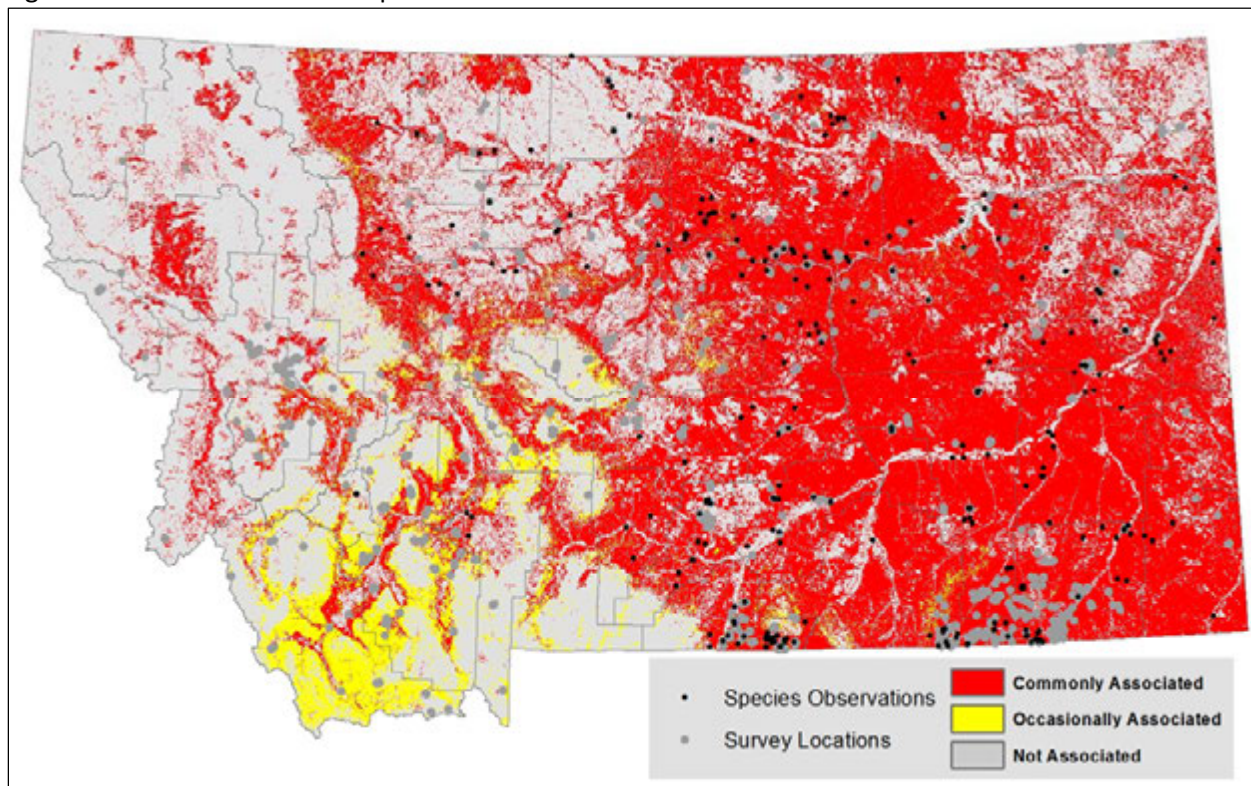 Species Observations
Survey Locations
Commonly Associated
Occasionally Associated
Not Associated